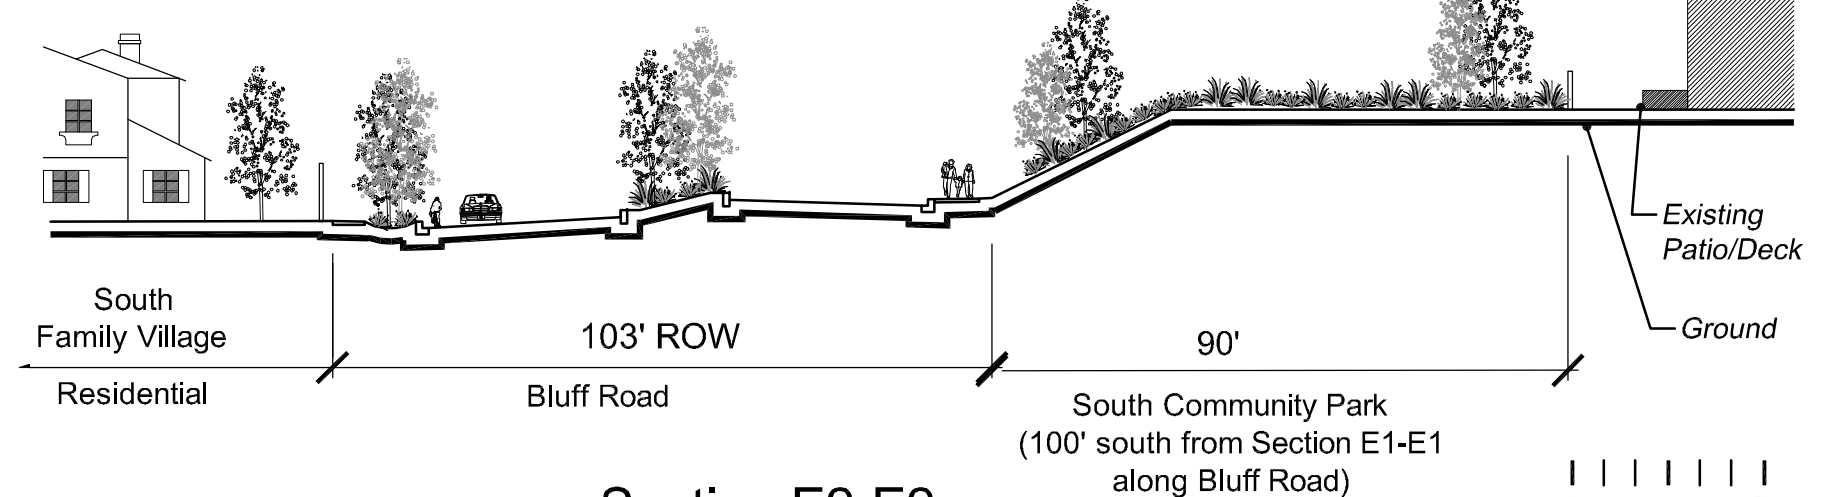 Existing
Patio/Deck
South
Family Village
Ground
103' ROW
90'
Residential
Bluff Road
South Community Park
(100' south from Section E1-E1
along Bluff Road)
Section